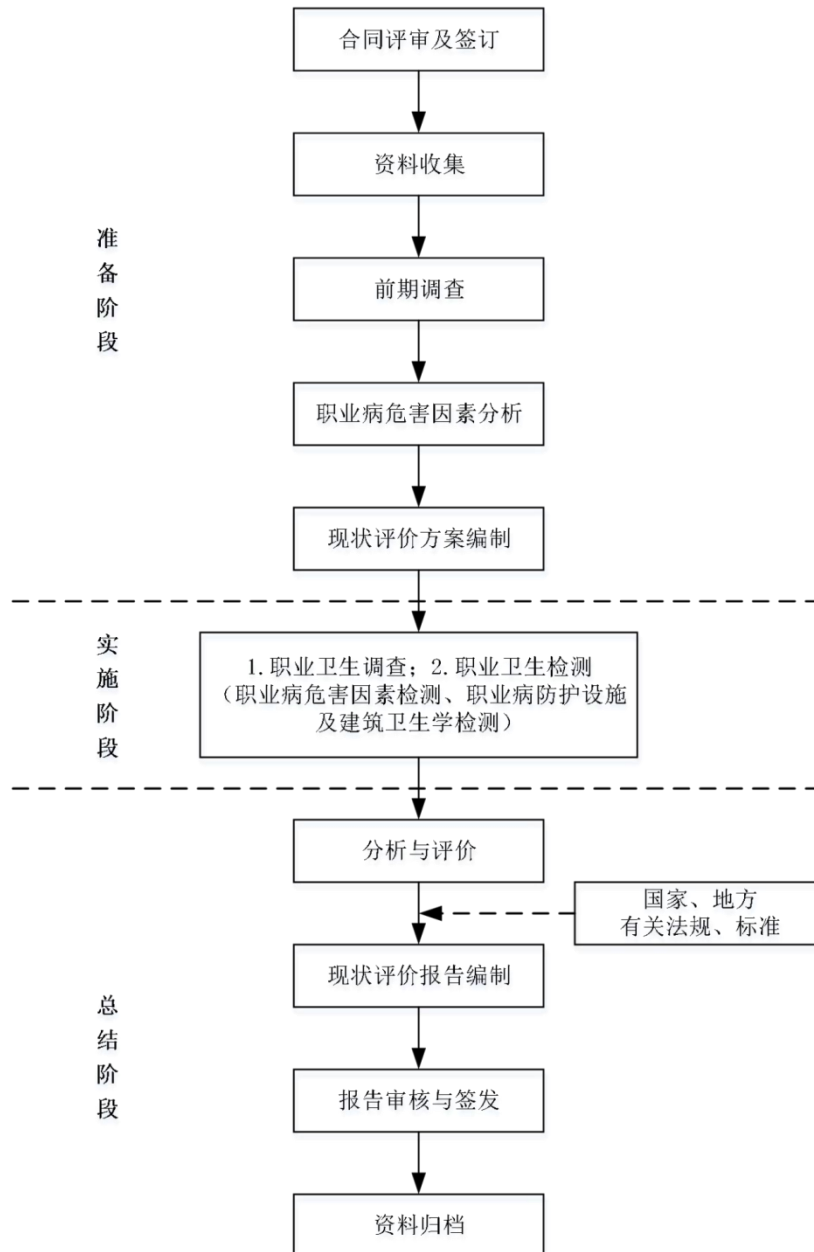 合同评审及签订
资料收集
准备阶段
前期调查
职业病危害因素分析
现状评价方案编制
实施阶段
1.职业卫生调查；2.职业卫生检测
（职业病危害因素检测、职业病防护设施
及建筑卫生学检测）
分析与评价
国家、地方
有关法规、标准
现状评价报告编制
总结阶段
报告审核与签发
资料归档